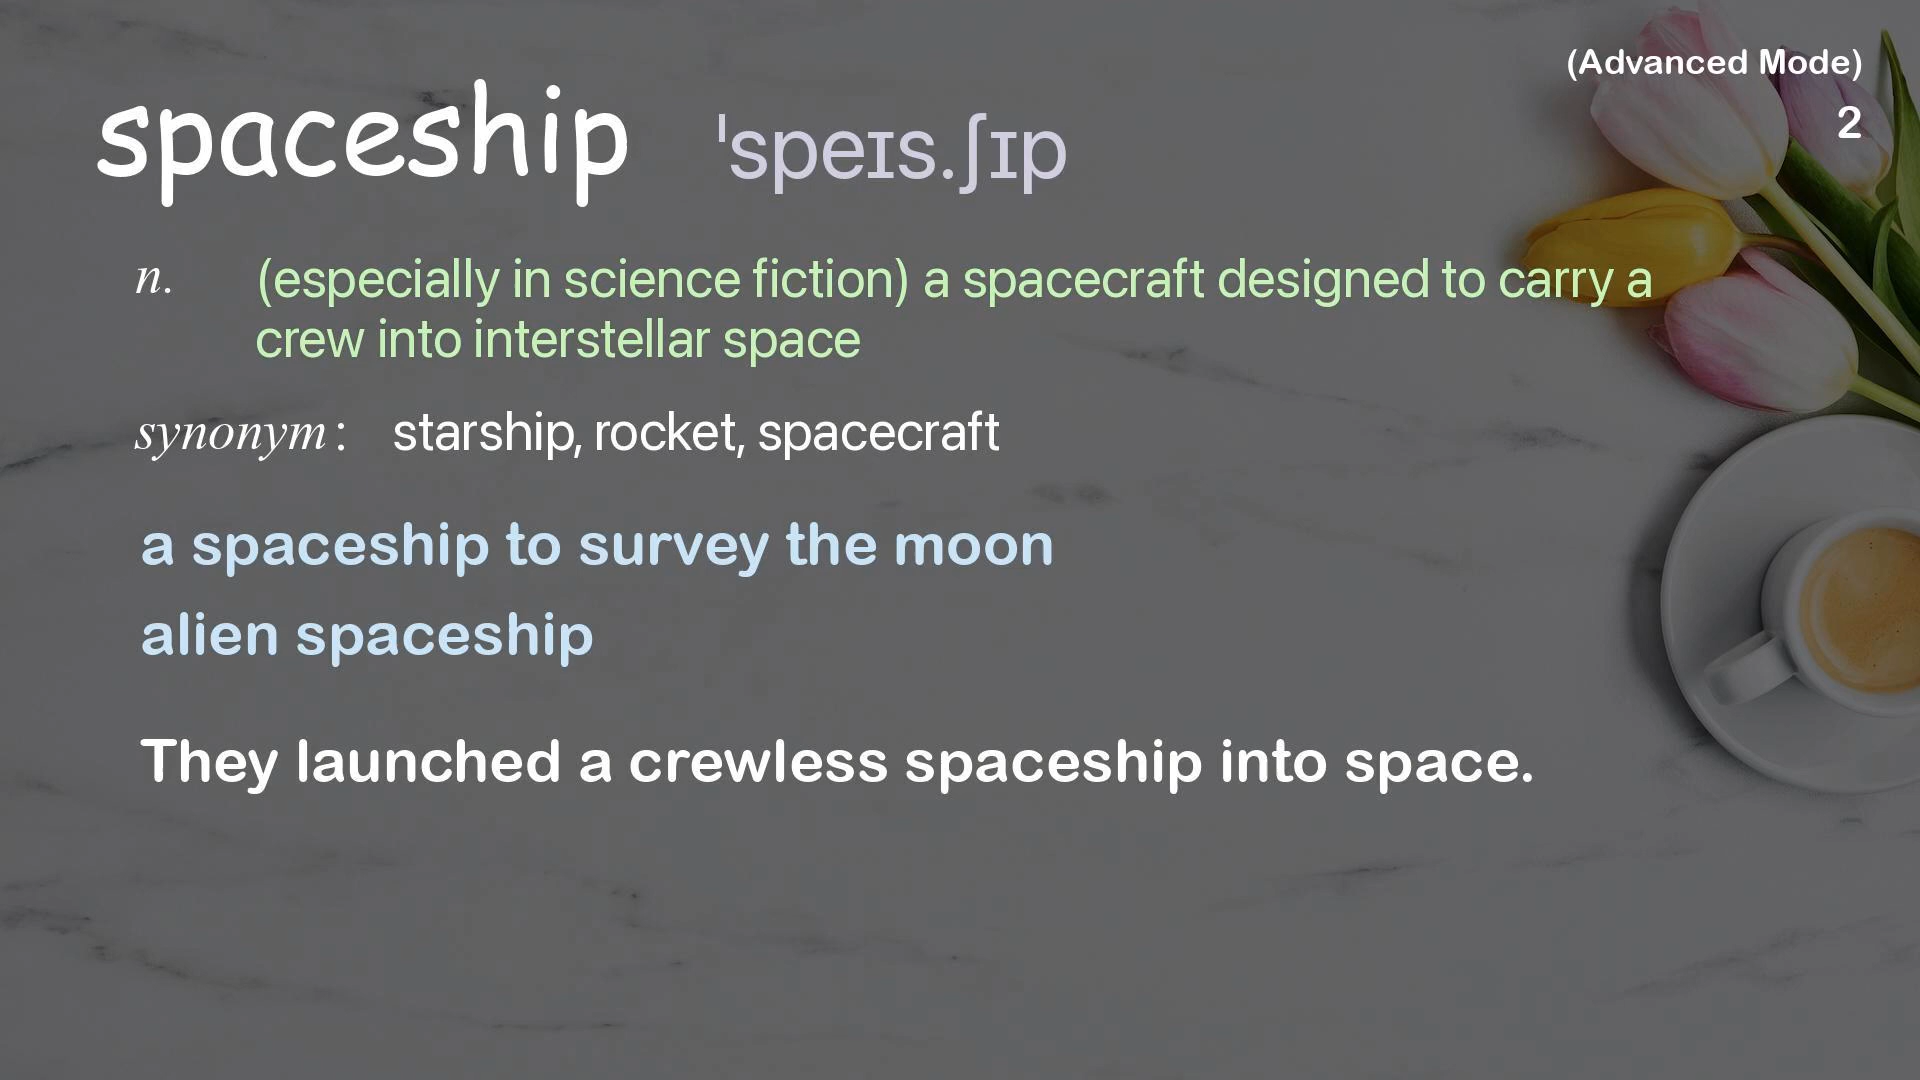 (Advanced Mode)
2
spaceship ˈspeɪs.ʃɪp
n. (especially in science fiction) a spacecraft designed to carry a
crew into interstellar space
synonym: starship, rocket, spacecraft
a spaceship to survey the moon
alien spaceship
They launched a crewless spaceship into space.